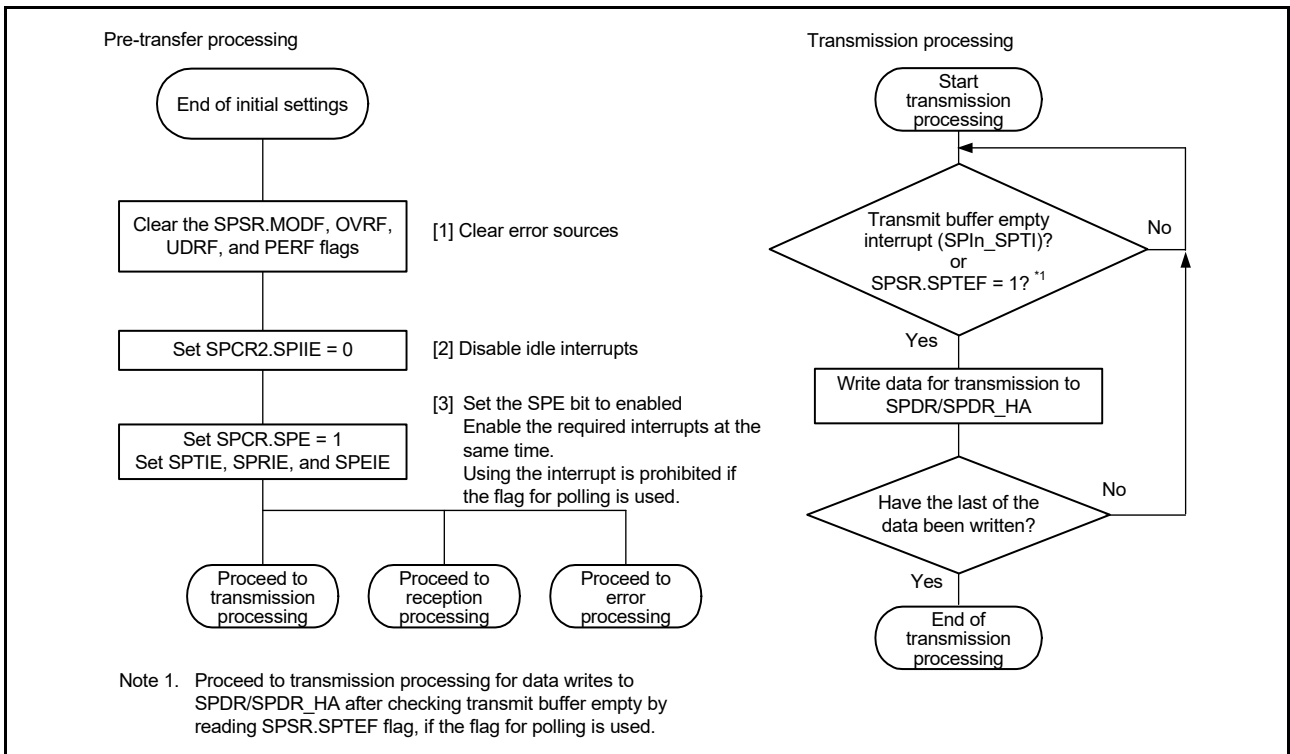 Pre-transfer processing
End of initial settings
Clear the SPSR.MODF, OVRF,
UDRF, and PERF flags
[1] Clear error sources
Set SPCR2.SPIIE = 0
[2] Disable idle interrupts
Set SPCR.SPE = 1
Set SPTIE, SPRIE, and SPEIE
[3] Set the SPE bit to enabled
Enable the required interrupts at the
same time.
Using the interrupt is prohibited if
the flag for polling is used.
Proceed to
transmission
processing
Proceed to
reception
processing
Proceed to
error
processing
Note 1. Proceed to transmission processing for data writes to
SPDR/SPDR_HA after checking transmit buffer empty by
reading SPSR.SPTEF flag, if the flag for polling is used.
Transmission processing
Start
transmission
processing
Transmit buffer empty
interrupt (SPIn_SPTI)?
or
SPSR.SPTEF = 1? *1
No
Yes
Write data for transmission to
SPDR/SPDR_HA
Have the last of the
data been written?
No
Yes
End of
transmission
processing